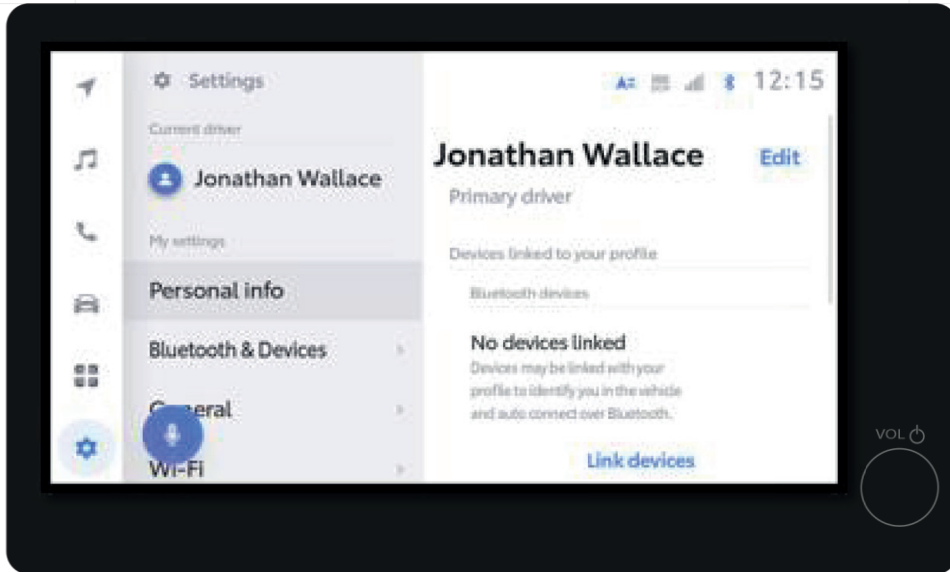 Settings
12:15
Current driver
Jonathan Wallace
Jonathan Wallace
Edit
Primary driver
My settings
Devices linked to your profile
Personal info
Bluetooth devices
Bluetooth & Devices
No devices linked
Devices may be linked with your
profile to identify you in the vehicle
and auto connect over Bluetooth.
General
Link devices
Wi-Fi
VOL